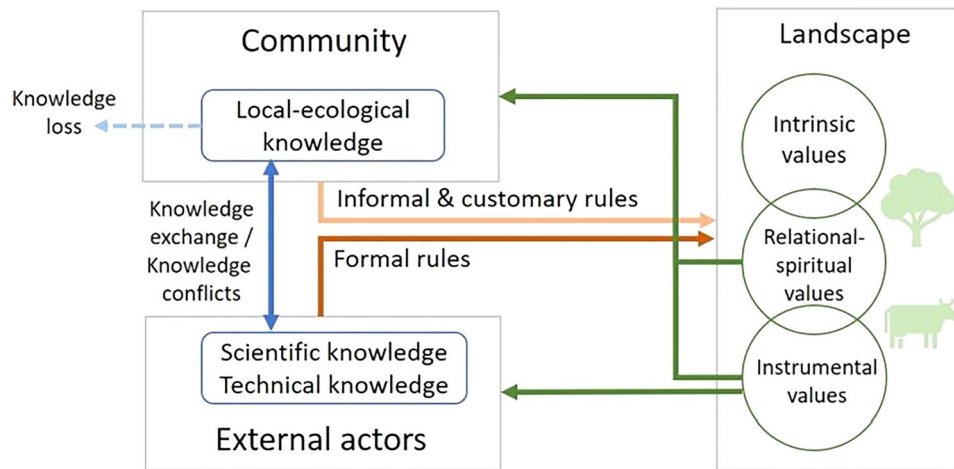 Community
Local-ecological
knowledge
Knowledge
loss
Knowledge
exchange /
Knowledge
conflicts
Informal & customary rules
Formal rules
Scientific knowledge
Technical knowledge
External actors
Landscape
Intrinsic
values
Relational-
spiritual
values
Instrumental
values